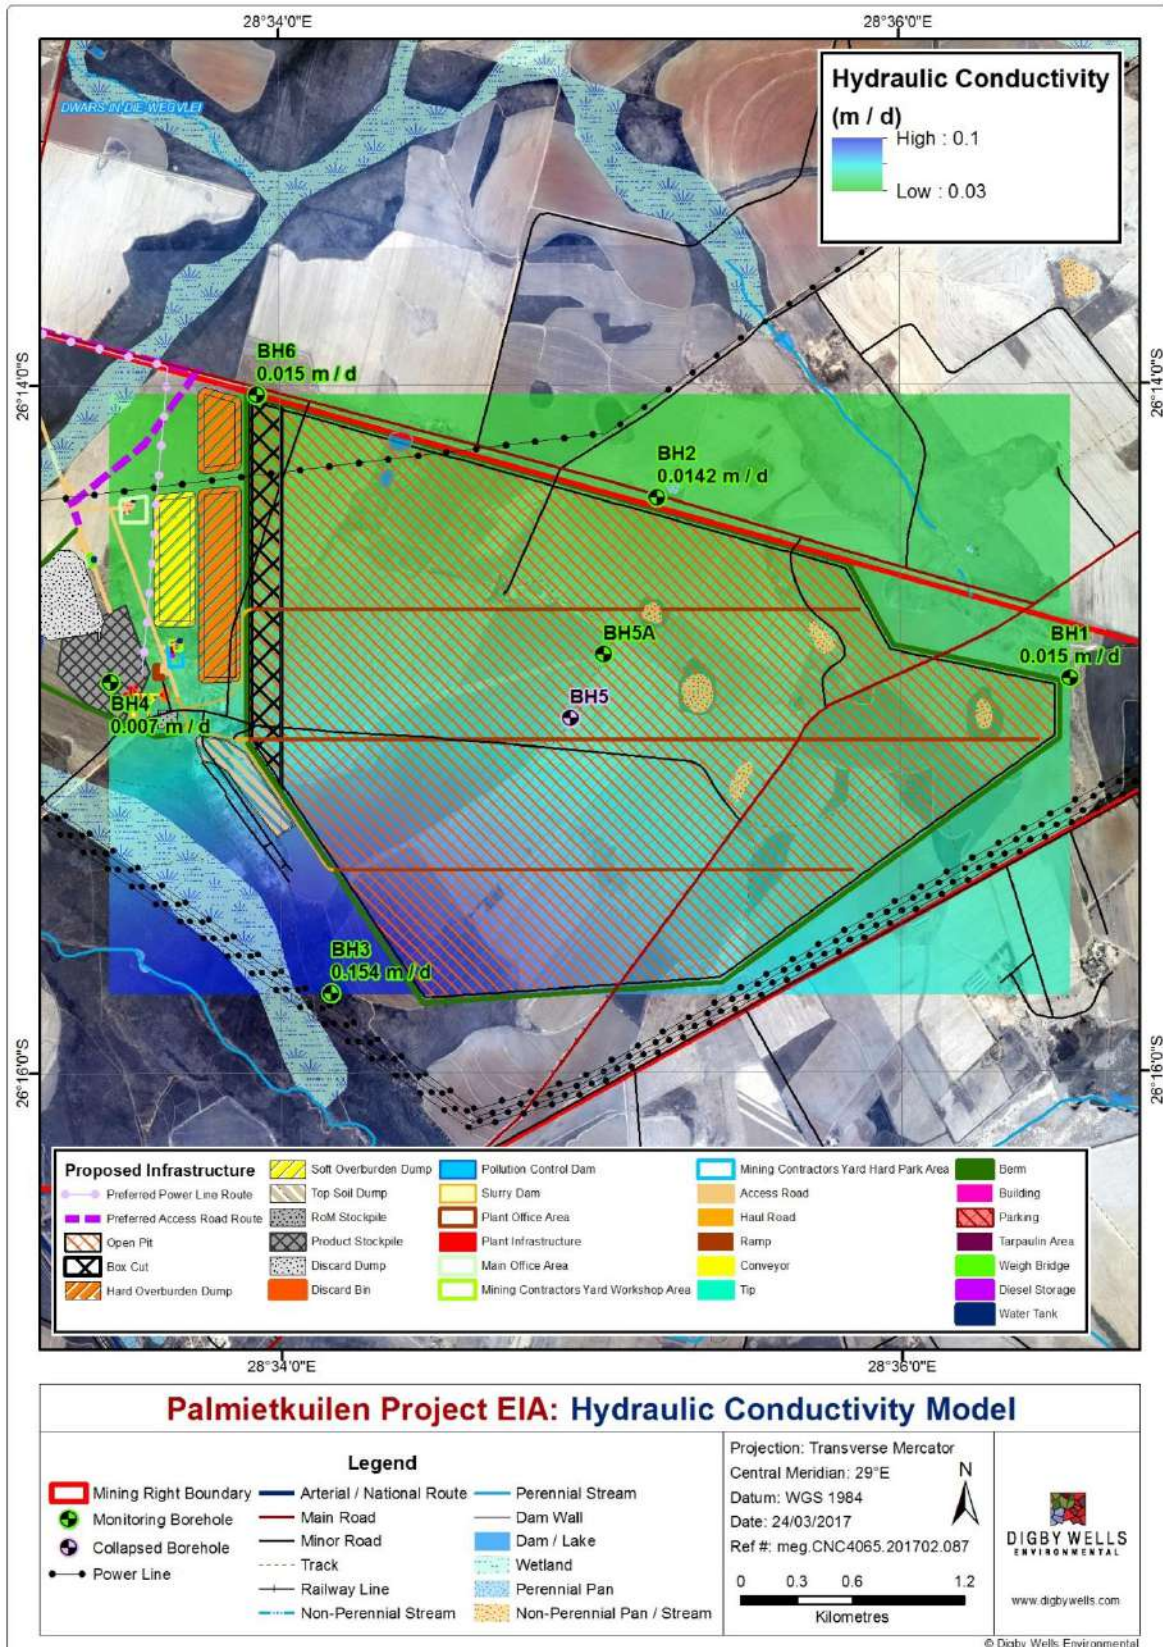 28°34'0"E
28°36'0"E
Hydraulic Conductivity
(m / d)
High : 0.1
Low : 0.03
DWARS-IN-DIE-WEGVLEI
26°14'0"S
26°14'0"S
BH6
0.015 m / d
BH2
0.0142 m / d
BH5A
BH1
0.015 m / d
BH5
BH4
0.007 m / d
BH3
0.154 m / d
26°16'0"S
26°16'0"S
Proposed Infrastructure
Preferred Power Line Route
Preferred Access Road Route
Open Pit
Box Cut
Hard Overburden Dump
Soft Overburden Dump
Top Soil Dump
RoM Stockpile
Product Stockpile
Discard Dump
Discard Bin
Pollution Control Dam
Slurry Dam
Plant Office Area
Plant Infrastructure
Main Office Area
Mining Contractors Yard Workshop Area
Mining Contractors Yard Hard Park Area
Access Road
Haul Road
Ramp
Conveyor
Tip
Berm
Building
Parking
Tarpaulin Area
Weigh Bridge
Diesel Storage
Water Tank
28°34'0"E
28°36'0"E
Palmietkuilen Project EIA: Hydraulic Conductivity Model
Legend
Mining Right Boundary
Monitoring Borehole
Collapsed Borehole
Power Line
Arterial / National Route
Main Road
Minor Road
Track
Railway Line
Non-Perennial Stream
Perennial Stream
Dam Wall
Dam / Lake
Wetland
Perennial Pan
Non-Perennial Pan / Stream
Projection: Transverse Mercator
Central Meridian: 29°E
Datum: WGS 1984
Date: 24/03/2017
Ref #: meg.CNC4065.201702.087
N
0 0.3 0.6 1.2
Kilometres
DIGBY WELLS
ENVIRONMENTAL
www.digbywells.com
© Digby Wells Environmental